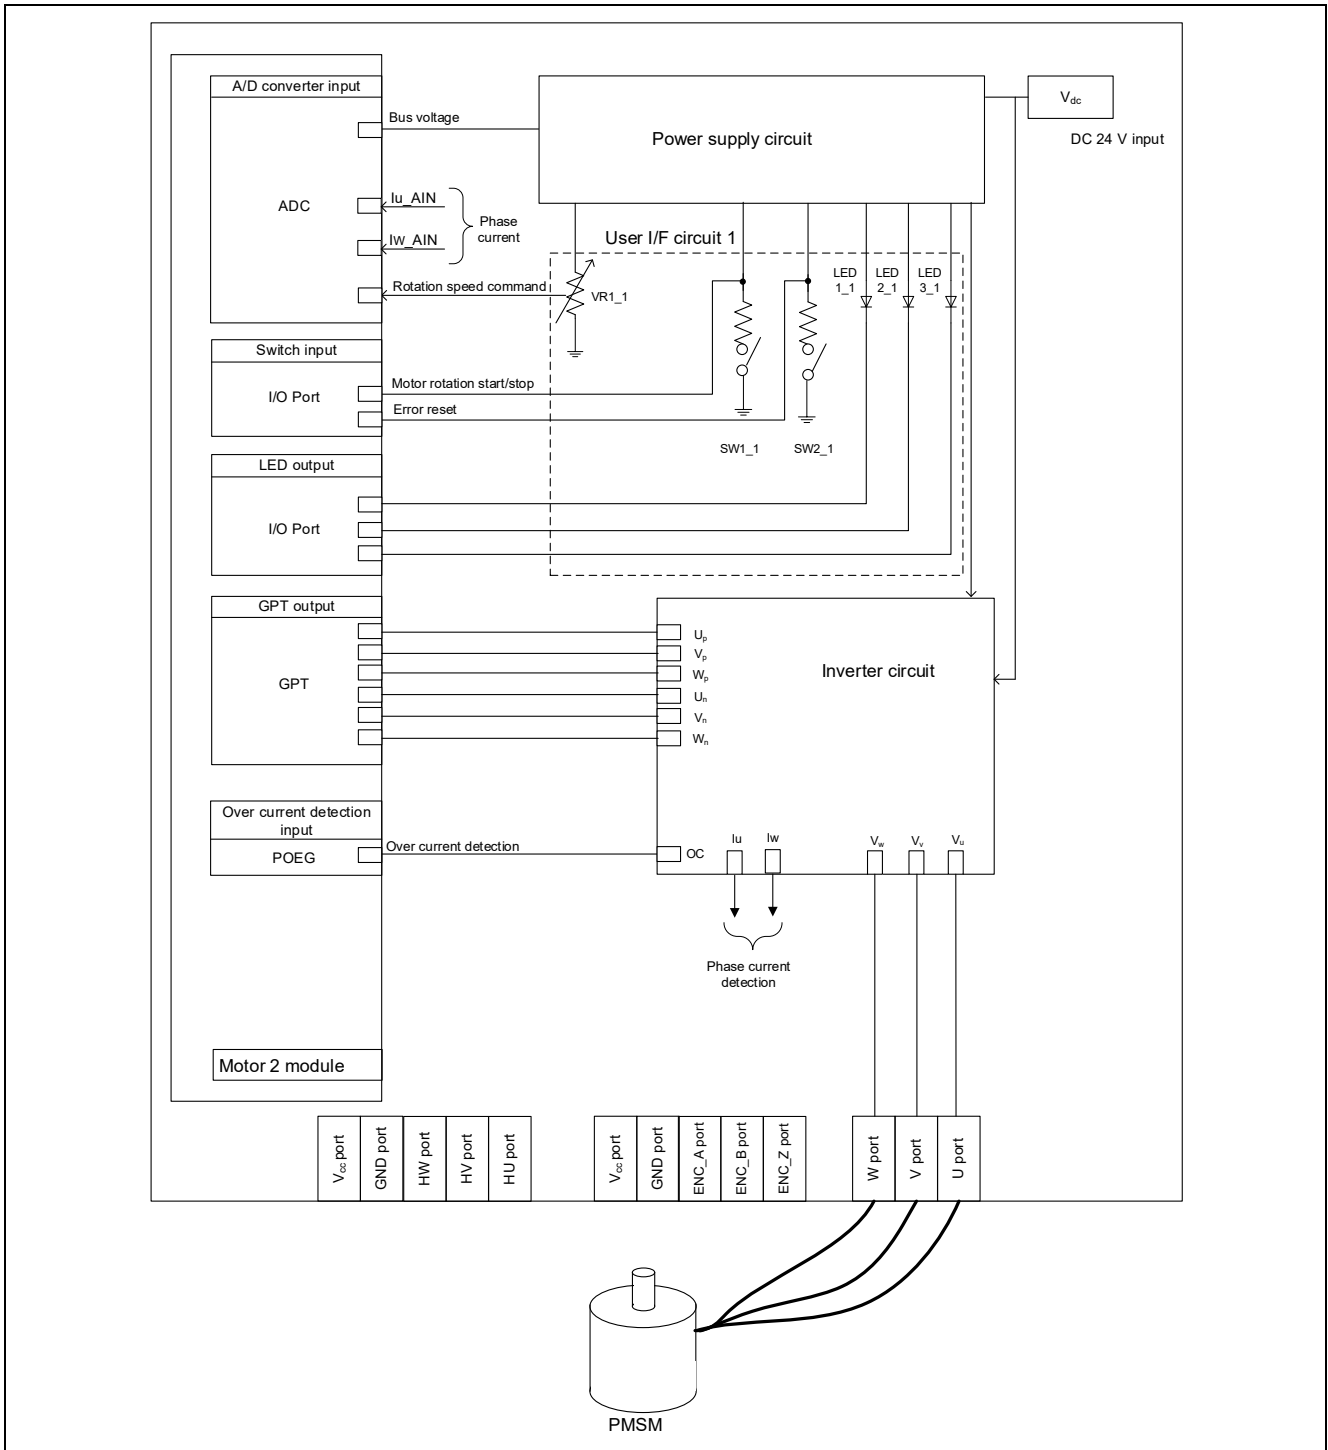 A/D converter input
Bus voltage
ADC
Iu_AIN
Iw_AIN
Phase
current
Rotation speed command
Power supply circuit
Vdc
DC 24 V input
User I/F circuit 1
VR1_1
LED
1_1
LED
2_1
LED
3_1
Switch input
I/O Port
Motor rotation start/stop
Error reset
SW1_1
SW2_1
LED output
I/O Port
GPT output
GPT
Up
Vp
Wp
Un
Vn
Wn
Inverter circuit
Over current detection
input
POEG
Over current detection
OC
Iu
Iw
Vw
Vv
Vu
Phase current
detection
Motor 2 module
Vcc port
GND port
HW port
HV port
HU port
Vcc port
GND port
ENC_A port
ENC_B port
ENC_Z port
W port
V port
U port
PMSM